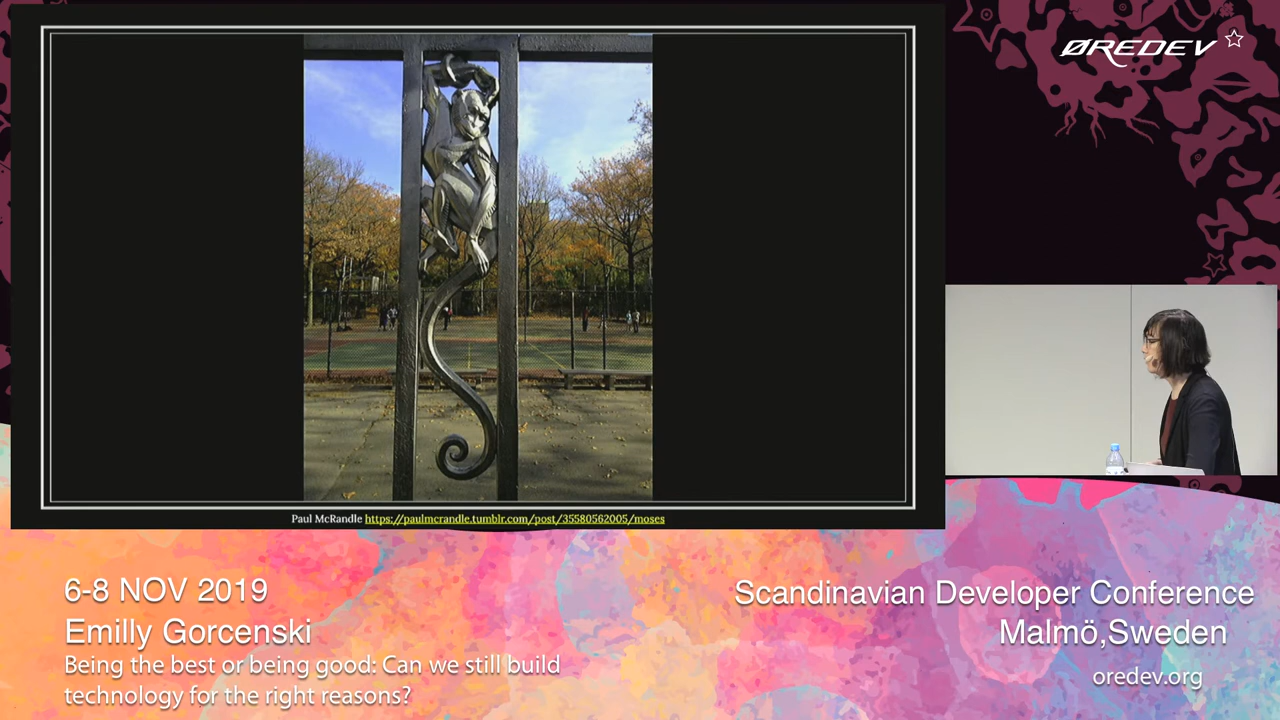 ØREDEV
Paul McRandle https://paulmcrandle.tumblr.com/post/35580562005/moses
6-8 NOV 2019
Emilly Gorcenski
Being the best or being good: Can we still build
technology for the right reasons?
Scandinavian Developer Conference
Malmö,Sweden
oredev.org